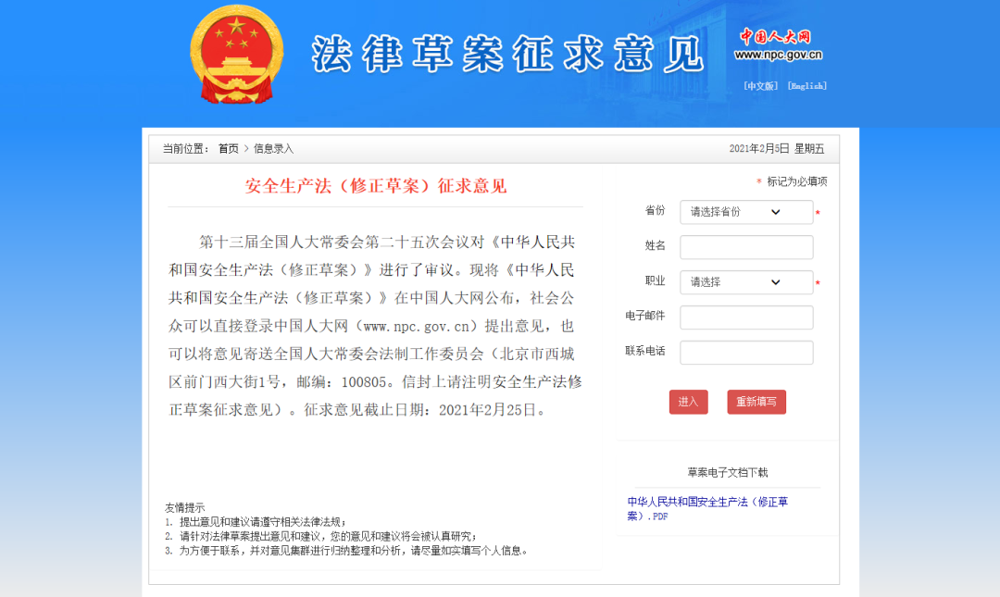 法律草案征求意见
中国人大网
www.npc.gov.cn
[中文版] [English]
当前位置： 首页 > 信息录入
2021年2月5日 星期五
安全生产法（修正草案）征求意见
第十三届全国人大常委会第二十五次会议对《中华人民共
和国安全生产法（修正草案）》进行了审议。现将《中华人民
共和国安全生产法（修正草案）》在中国人大网公布，社会公
众可以直接登录中国人大网（www.npc.gov.cn）提出意见，也
可以将意见寄送全国人大常委会法制工作委员会（北京市西城
区前门西大街1号，邮编：100805。信封上请注明安全生产法修
正草案征求意见）。征求意见截止日期：2021年2月25日。
友情提示
1. 提出意见和建议请遵守相关法律法规；
2. 请针对法律草案提出意见和建议，您的意见和建议将会被认真研究；
3. 为方便于联系，并对意见集群进行归纳整理和分析，请尽量如实填写个人信息。
* 标记为必填项
省份 请选择省份 *
姓名
职业 请选择 *
电子邮件
联系电话
进入 重新填写
草案电子文档下载
中华人民共和国安全生产法（修正草
案）.PDF